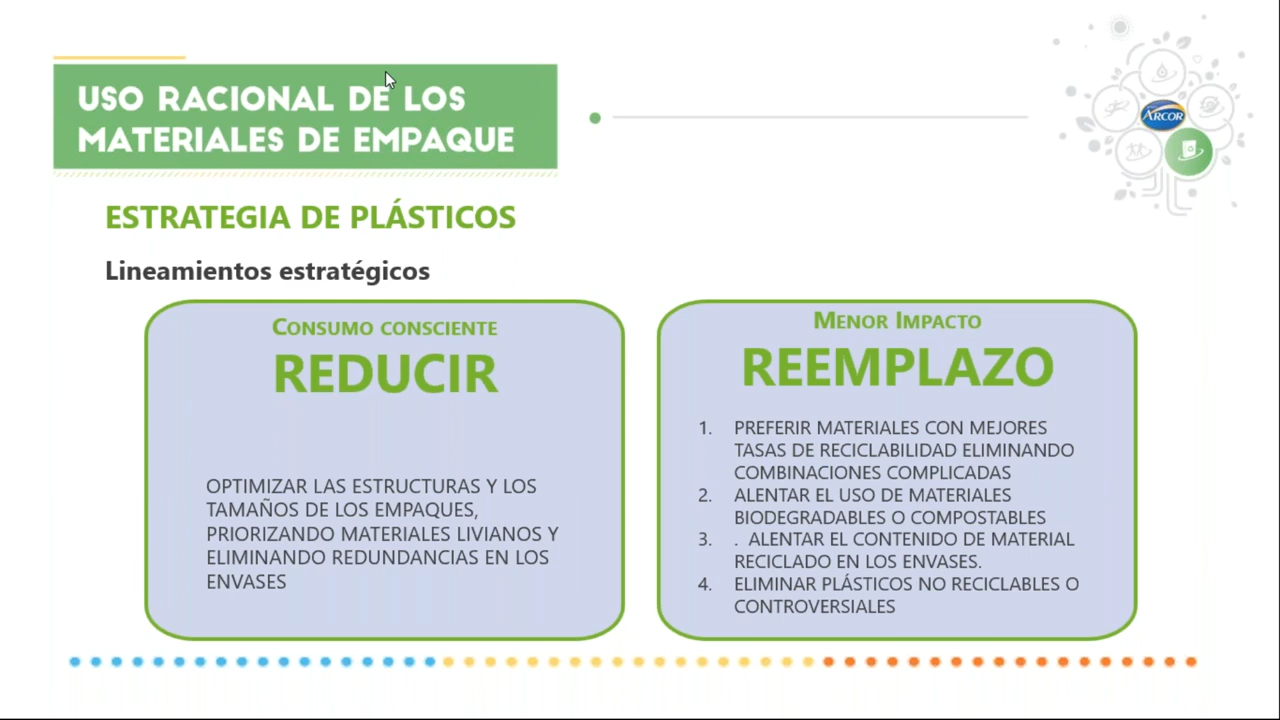 USO RACIONAL DE LOS
MATERIALES DE EMPAQUE
ARCOR
ESTRATEGIA DE PLÁSTICOS
Lineamientos estratégicos
CONSUMO CONSCIENTE
REDUCIR
OPTIMIZAR LAS ESTRUCTURAS Y LOS
TAMAÑOS DE LOS EMPAQUES,
PRIORIZANDO MATERIALES LIVIANOS Y
ELIMINANDO REDUNDANCIAS EN LOS
ENVASES
MENOR IMPACTO
REEMPLAZO
1. PREFERIR MATERIALES CON MEJORES
TASAS DE RECICLABILIDAD ELIMINANDO
COMBINACIONES COMPLICADAS
2. ALENTAR EL USO DE MATERIALES
BIODEGRADABLES O COMPOSTABLES
3. . ALENTAR EL CONTENIDO DE MATERIAL
RECICLADO EN LOS ENVASES.
4. ELIMINAR PLÁSTICOS NO RECICLABLES O
CONTROVERSIALES